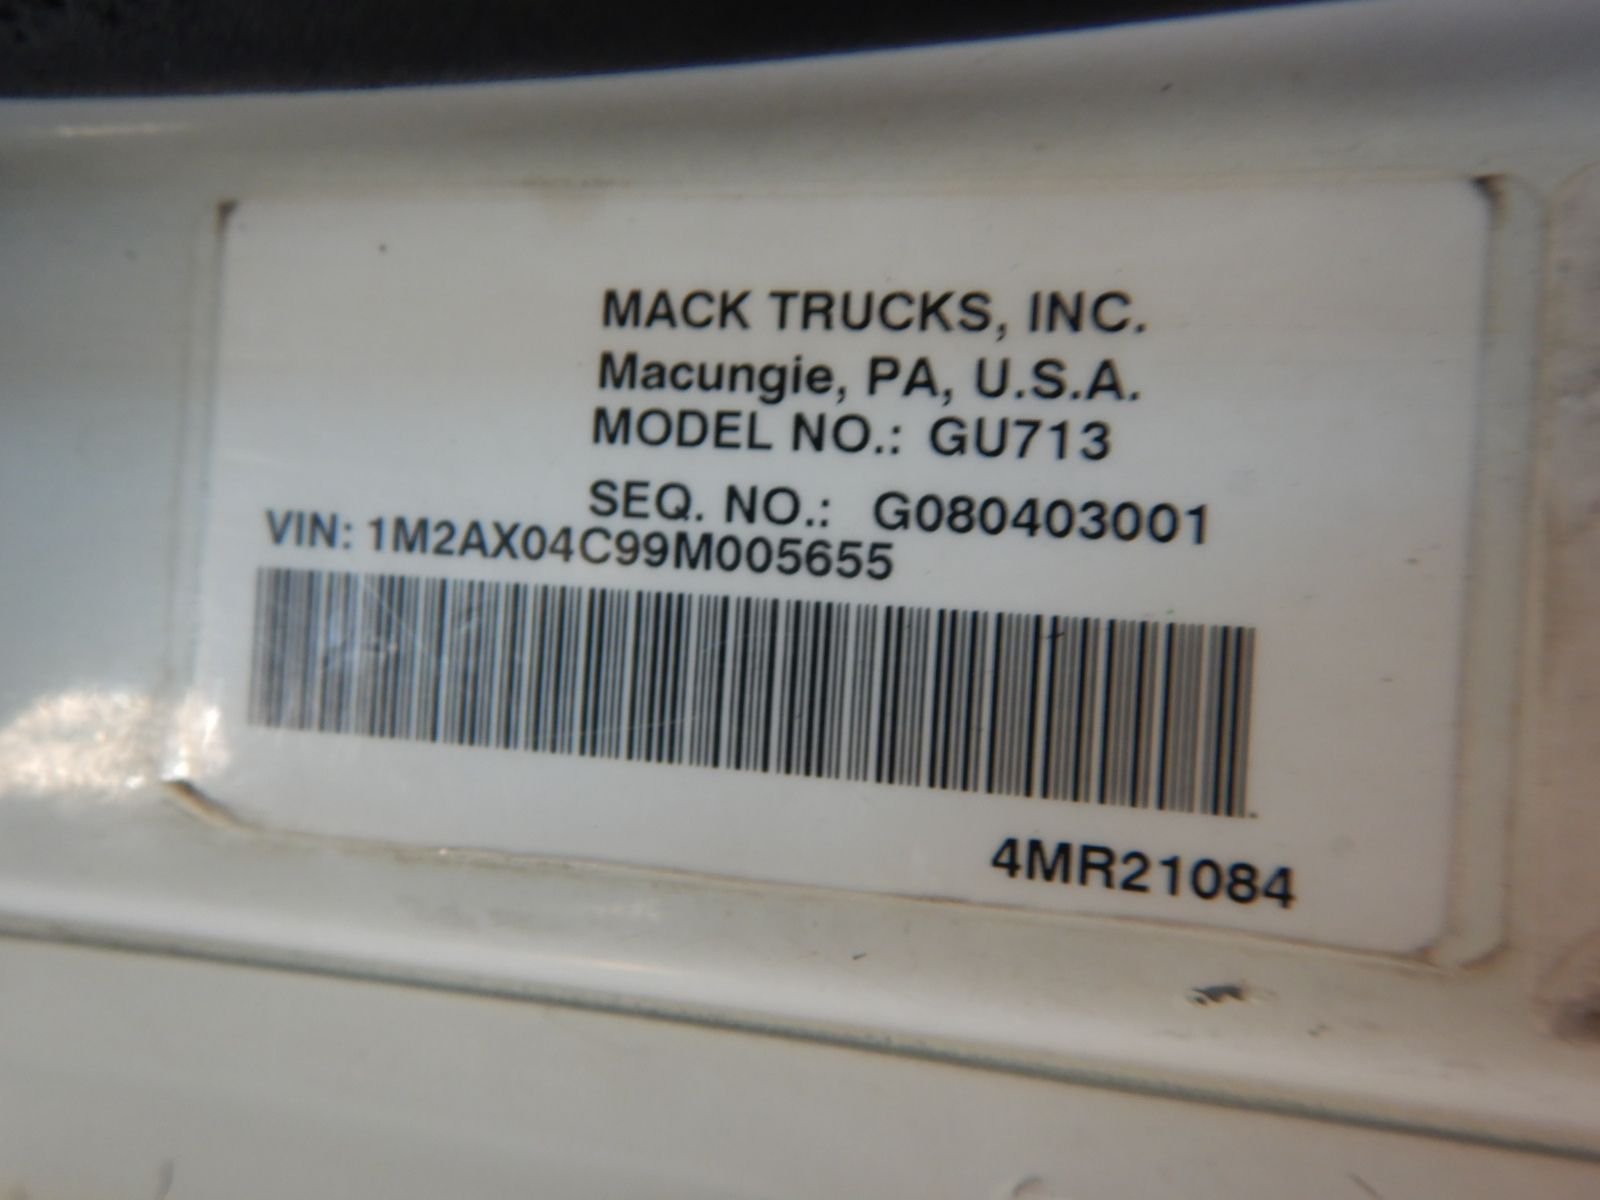 MACK TRUCKS, INC.
Macungie, PA, U.S.A.
MODEL NO.: GU713
SEQ. NO.: G080403001
VIN: 1M2AX04C99M005655
4MR21084